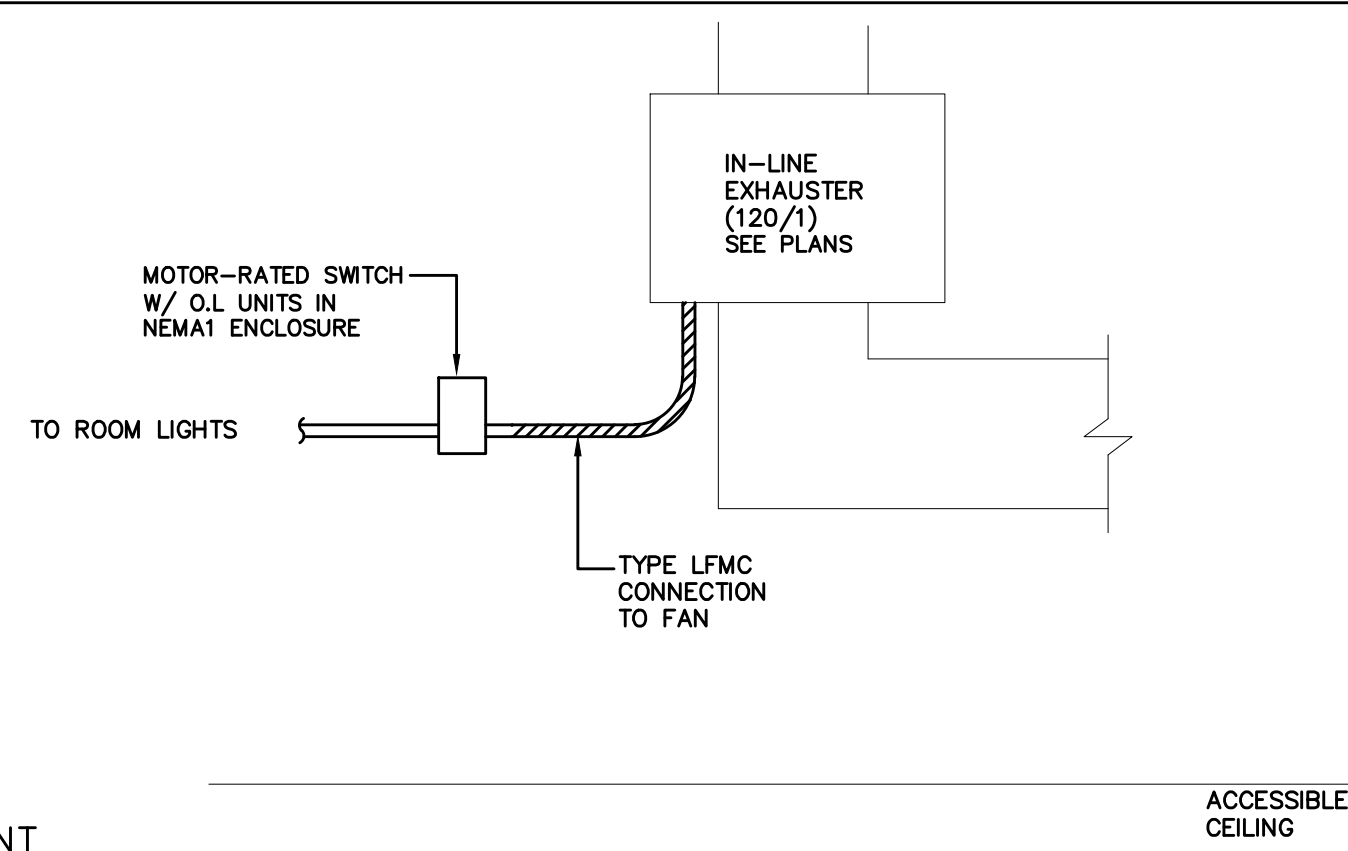 IN-LINE
EXHAUSTER
(120/1)
SEE PLANS
MOTOR-RATED SWITCH
W/ O.L UNITS IN
NEMA1 ENCLOSURE
TO ROOM LIGHTS
TYPE LFMC
CONNECTION
TO FAN
ACCESSIBLE
CEILING
NT